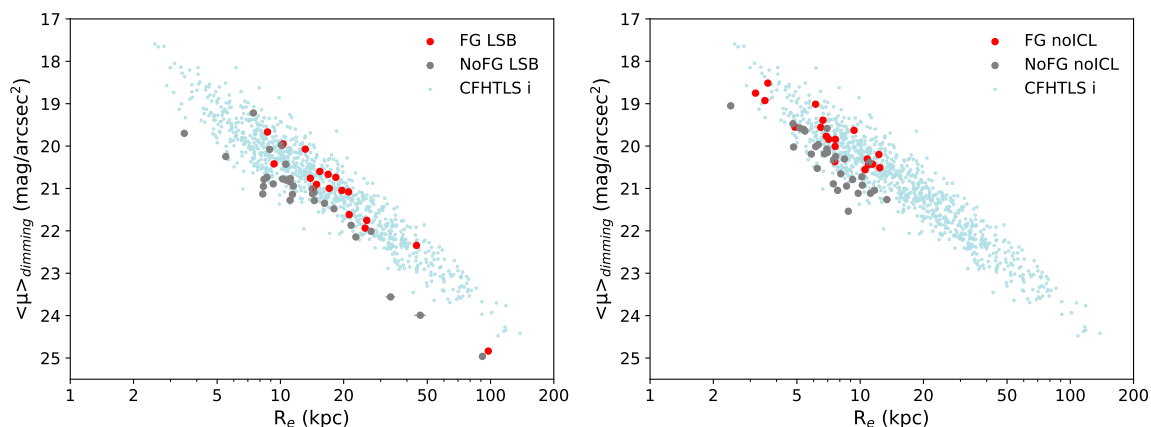 17
18
19
20
21
22
23
24
25
<μ>dimming (mag/arcsec²)
FG LSB
NoFG LSB
CFHTLS i
1 2 5 10 20 50 100 200
Re (kpc)
17
18
19
20
21
22
23
24
25
<μ>dimming (mag/arcsec²)
FG noICL
NoFG noICL
CFHTLS i
1 2 5 10 20 50 100 200
Re (kpc)